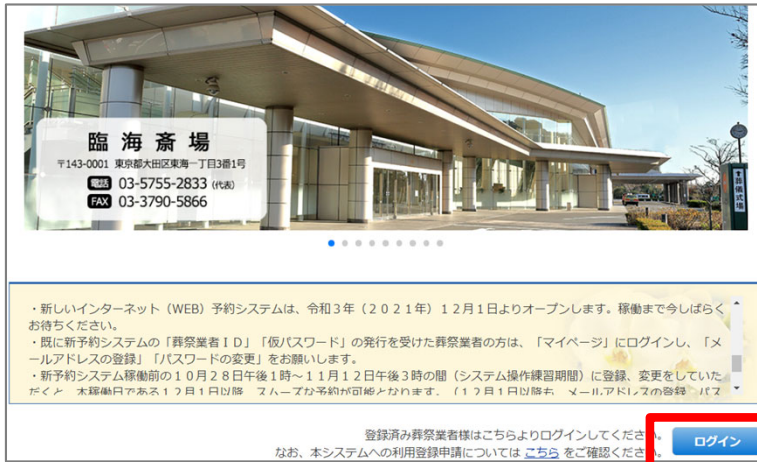 臨海斎場
〒143-0001 東京都大田区東海一丁目3番1号
電話 03-5755-2833 (代表)
FAX 03-3790-5866
↑葬儀式場
・新しいインターネット（WEB）予約システムは、令和３年（２０２１年）１２月１日よりオープンします。稼働まで今しばらく
お待ちください。
・既に新予約システムの「葬祭業者ＩＤ」「仮パスワード」の発行を受けた葬祭業者の方は、「マイページ」にログインし、「メ
ールアドレスの登録」「パスワードの変更」をお願いします。
・新予約システム稼働前の１０月２８日午後１時～１１月１２日午後３時の間（システム操作練習期間）に登録、変更をしていた
だくと、本稼働日である１２月１日以降、スムーズな予約が可能となります。（１２月１日以降も、メールアドレスの登録、パス
登録済み葬祭業者様はこちらよりログインしてください。
なお、本システムへの利用登録申請については こちら をご確認ください。
ログイン